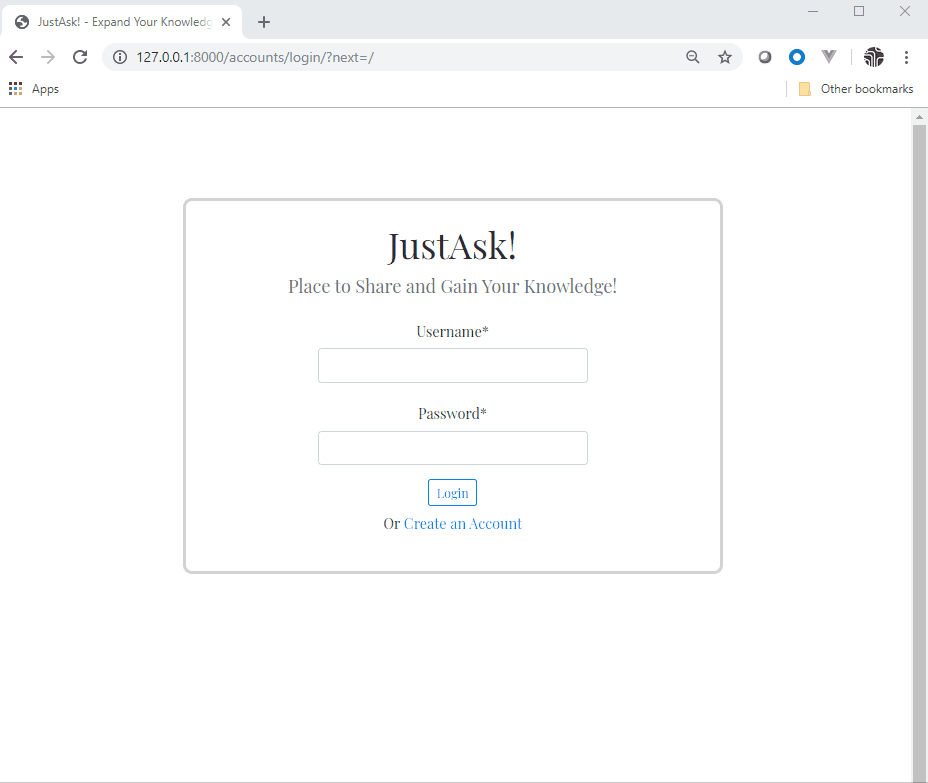 JustAsk! - Expand Your Knowledg
127.0.0.1:8000/accounts/login/?next=/
Apps
Other bookmarks
JustAsk!
Place to Share and Gain Your Knowledge!
Username*
Password*
Login
Or Create an Account